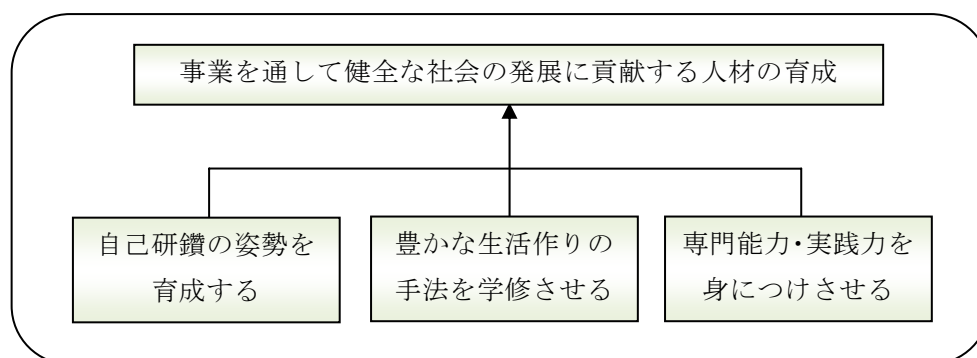 事業を通して健全な社会の発展に貢献する人材の育成
自己研鑽の姿勢を
育成する
豊かな生活作りの
手法を学修させる
専門能力・実践力を
身につけさせる